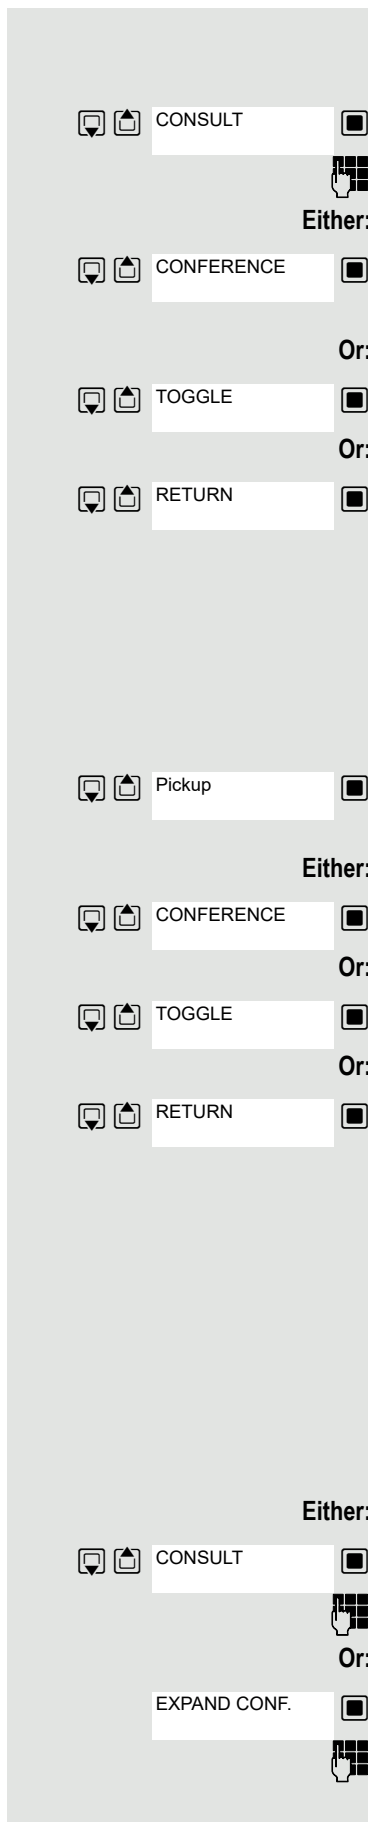 CONSULT
Either:
CONFERENCE
Or:
TOGGLE
Or:
RETURN
Pickup
Either:
CONFERENCE
Or:
TOGGLE
Or:
RETURN
Either:
CONSULT
Or:
EXPAND CONF.